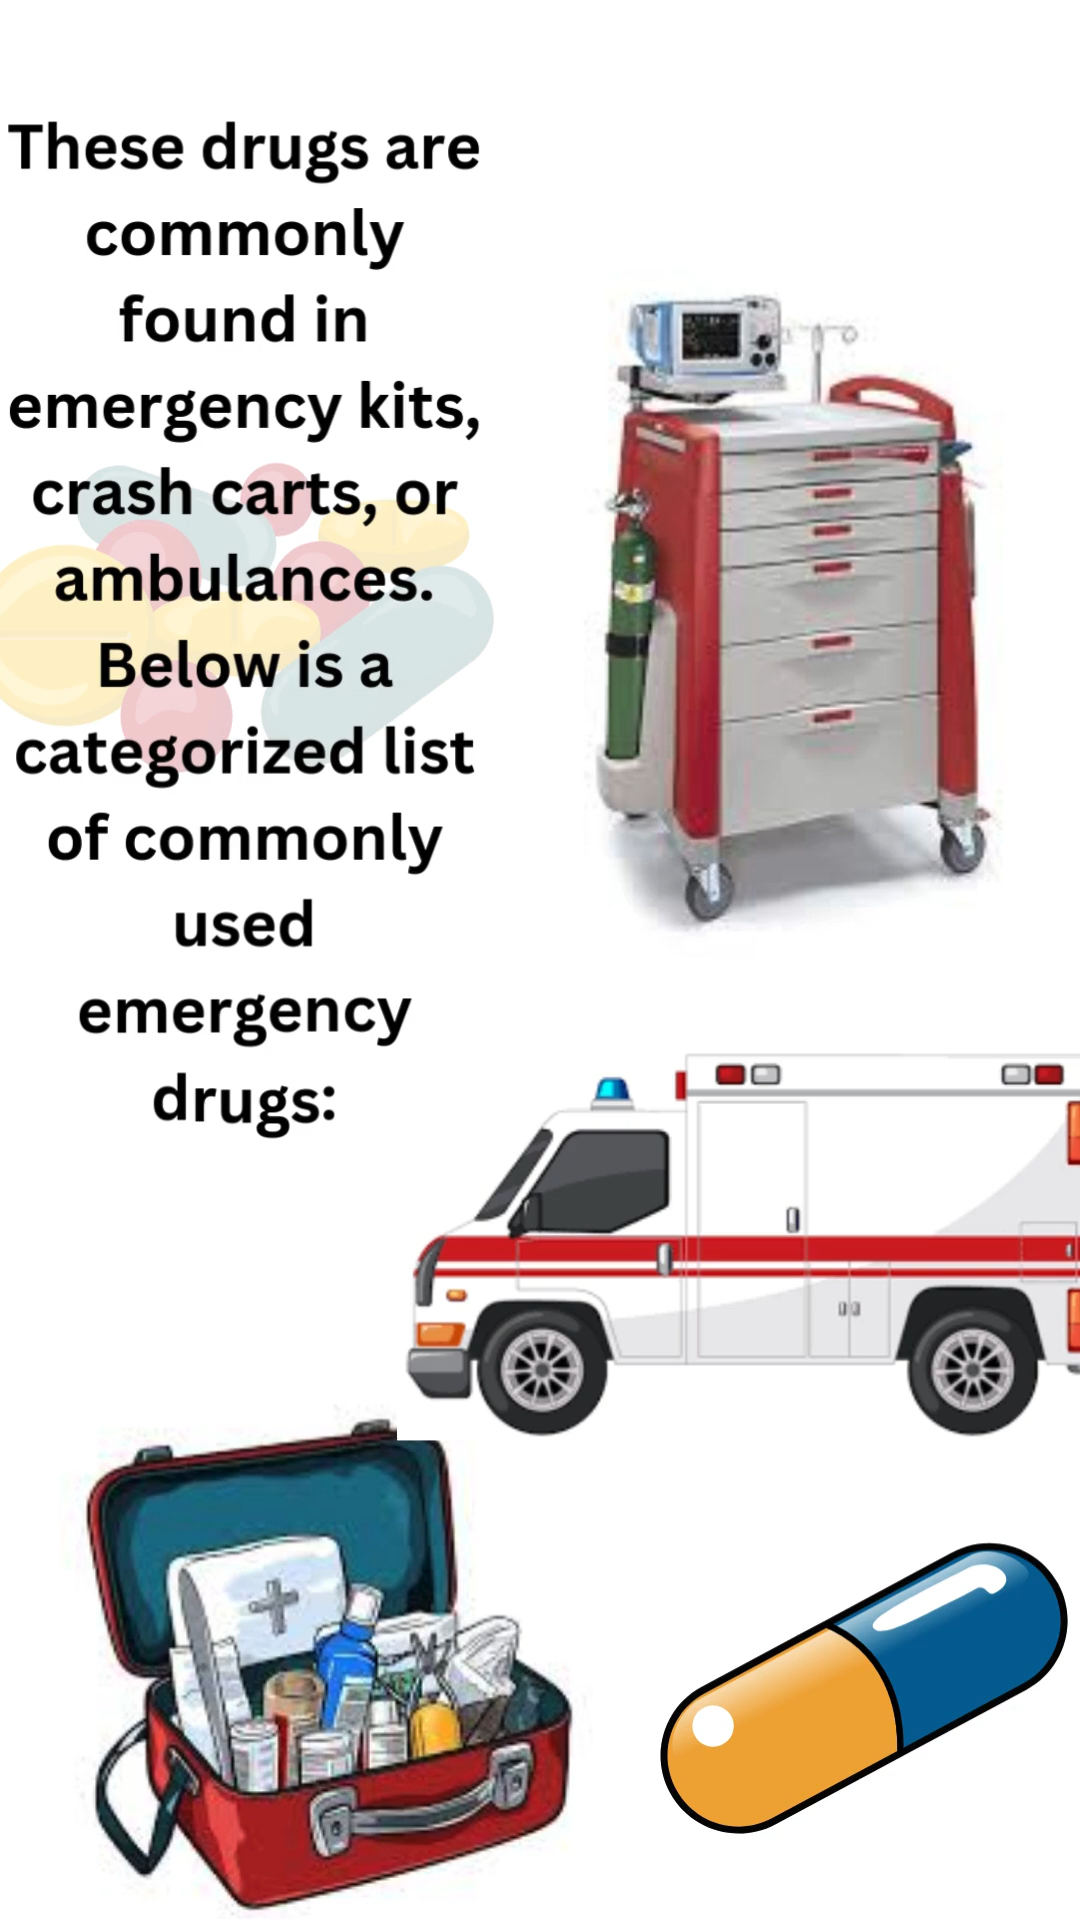 These drugs are
commonly
found in
emergency kits,
crash carts, or
ambulances.
Below is a
categorized list
of commonly
used
emergency
drugs: